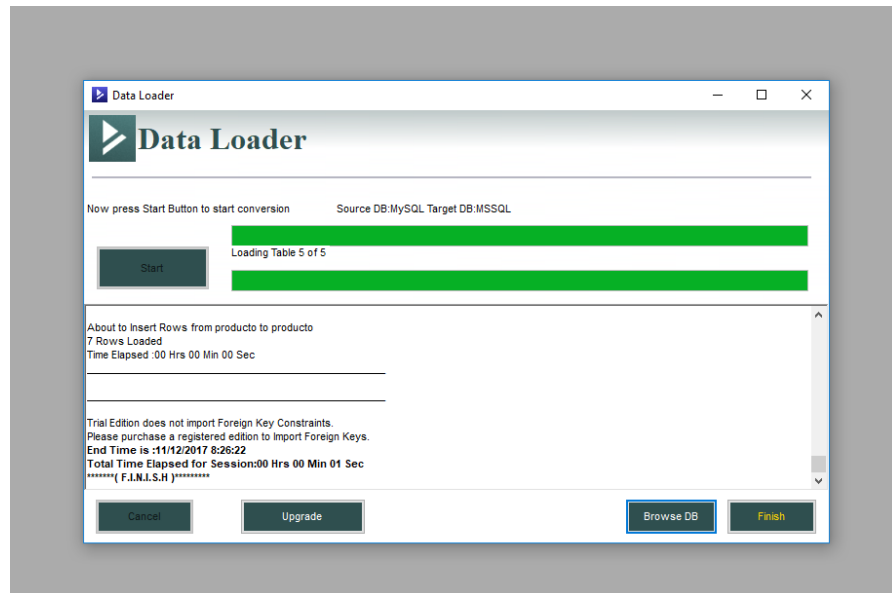 Data Loader
Data Loader
Now press Start Button to start conversion Source DB:MySQL Target DB:MSSQL
Loading Table 5 of 5
Start
About to Insert Rows from producto to producto
7 Rows Loaded
Time Elapsed :00 Hrs 00 Min 00 Sec
Trial Edition does not import Foreign Key Constraints.
Please purchase a registered edition to Import Foreign Keys.
End Time is :11/12/2017 8:26:22
Total Time Elapsed for Session:00 Hrs 00 Min 01 Sec
*******( F.I.N.I.S.H )*********
Cancel Upgrade Browse DB Finish